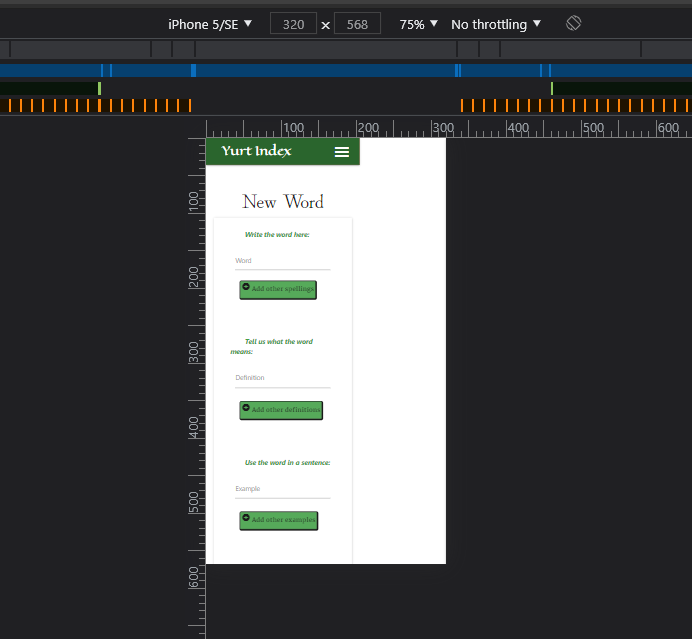 iPhone 5/SE 320 × 568 75% No throttling
100 200 300 400 500 600
Yurt Index
100
New Word
Write the word here:
Word
200
Add other spellings
Tell us what the word
means:
300
Definition
Add other definitions
400
Use the word in a sentence:
Example
500
Add other examples
600